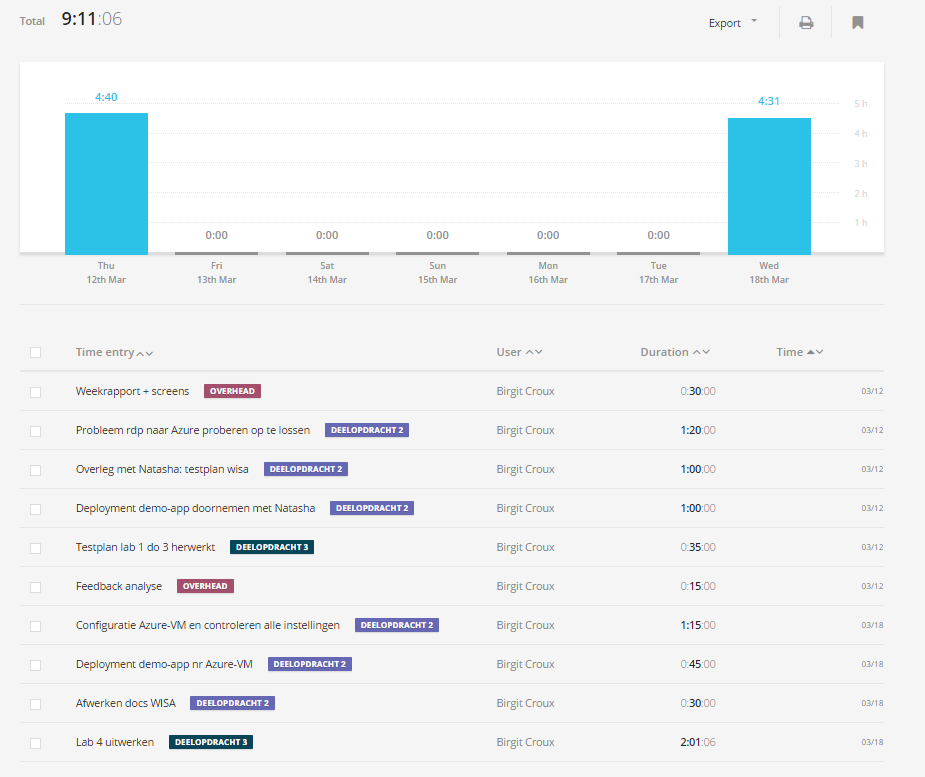 Total 9:11:06 Export
4:40 4:31
5 h
4 h
3 h
2 h
1 h
0:00 0:00 0:00 0:00 0:00
Thu Fri Sat Sun Mon Tue Wed
12th Mar 13th Mar 14th Mar 15th Mar 16th Mar 17th Mar 18th Mar
Time entry User Duration Time
Weekrapport + screens OVERHEAD Birgit Croux 0:30:00 03/12
Probleem rdp naar Azure proberen op te lossen DEELOPDRACHT 2 Birgit Croux 1:20:00 03/12
Overleg met Natasha: testplan wisa DEELOPDRACHT 2 Birgit Croux 1:00:00 03/12
Deployment demo-app doornemen met Natasha DEELOPDRACHT 2 Birgit Croux 1:00:00 03/12
Testplan lab 1 do 3 herwerkt DEELOPDRACHT 3 Birgit Croux 0:35:00 03/12
Feedback analyse OVERHEAD Birgit Croux 0:15:00 03/12
Configuratie Azure-VM en controleren alle instellingen DEELOPDRACHT 2 Birgit Croux 1:15:00 03/18
Deployment demo-app nr Azure-VM DEELOPDRACHT 2 Birgit Croux 0:45:00 03/18
Afwerken docs WISA DEELOPDRACHT 2 Birgit Croux 0:30:00 03/18
Lab 4 uitwerken DEELOPDRACHT 3 Birgit Croux 2:01:06 03/18